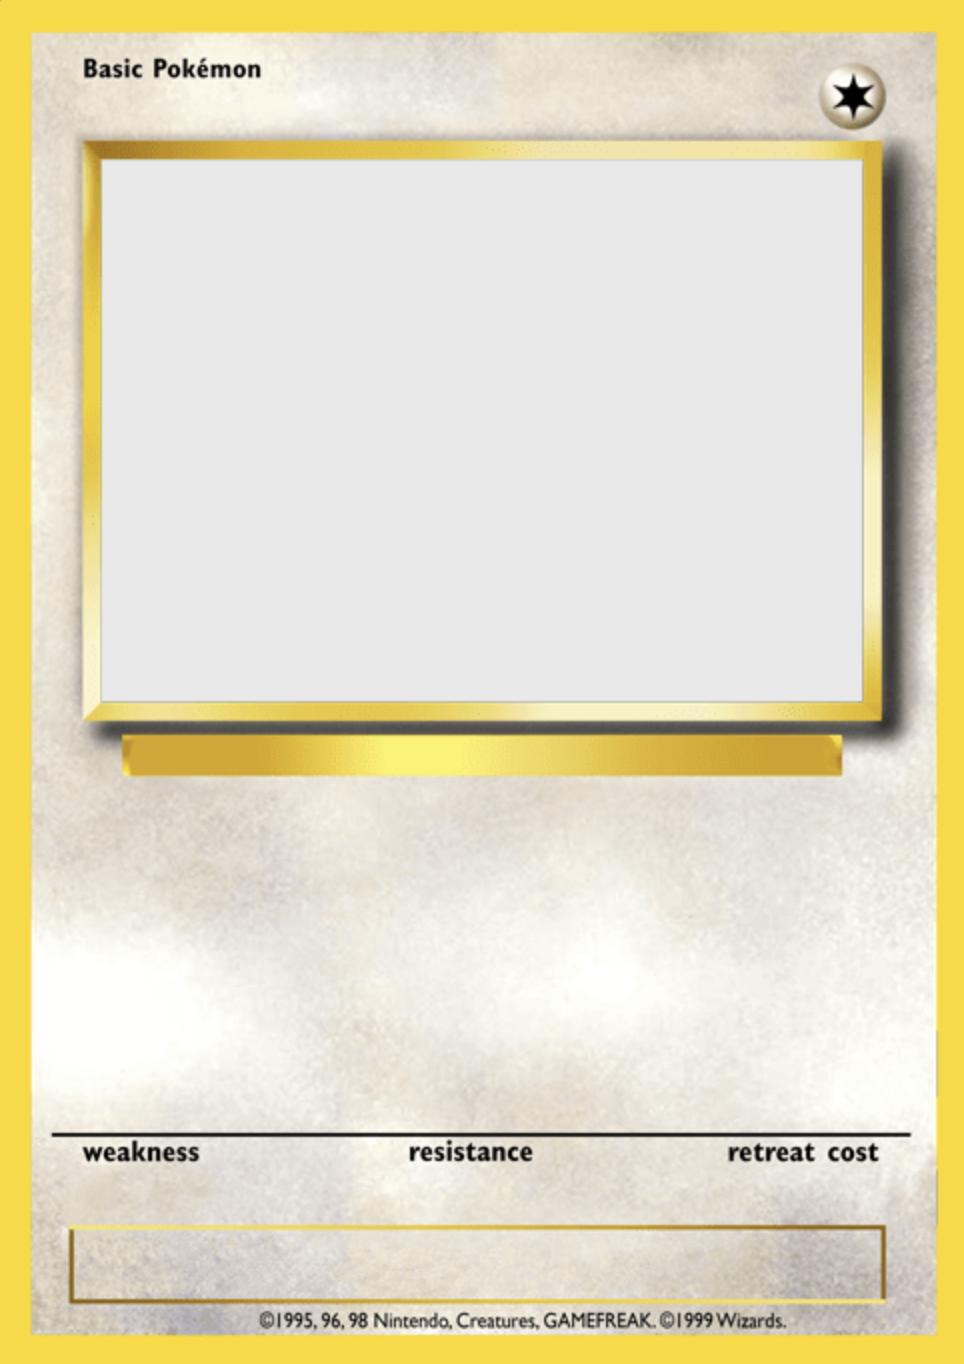 Basic Pokémon
weakness resistance retreat cost
©1995, 96, 98 Nintendo, Creatures, GAMEFREAK. ©1999 Wizards.